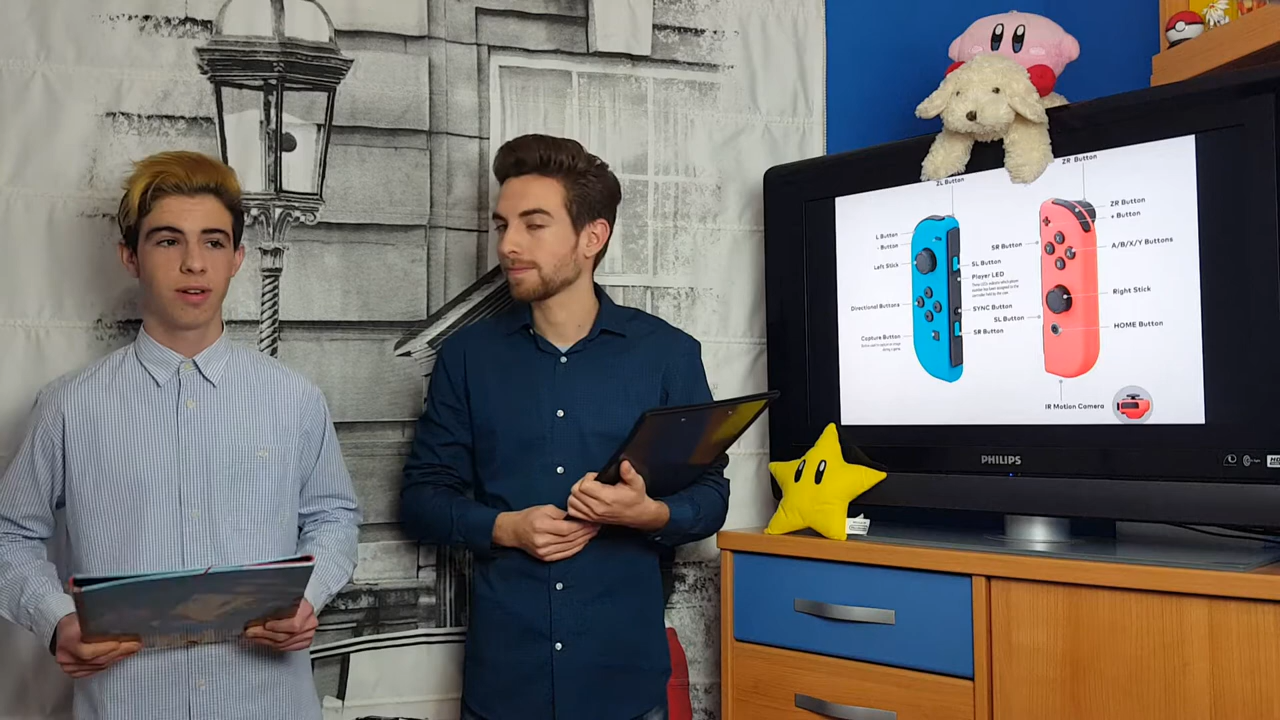 ZL Button
ZR Button
L Button
- Button
Left Stick
Directional Buttons
Capture Button
SL Button
Player LED
SYNC Button
SR Button
ZR Button
+ Button
SR Button
A/B/X/Y Buttons
Right Stick
SL Button
HOME Button
IR Motion Camera
PHILIPS